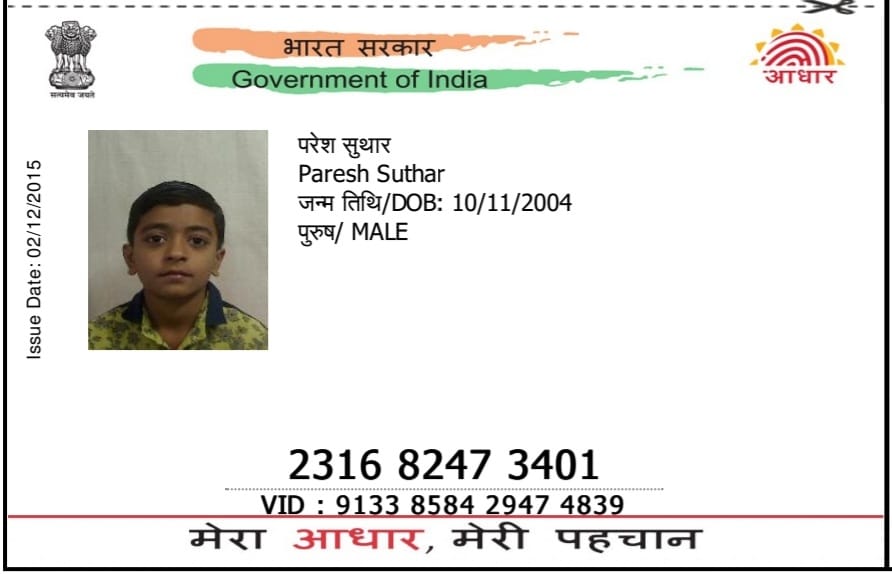 भारत सरकार
Government of India
सत्यमेव जयते
आधार
Issue Date: 02/12/2015
परेश सुथार
Paresh Suthar
जन्म तिथि/DOB: 10/11/2004
पुरुष/ MALE
2316 8247 3401
VID : 9133 8584 2947 4839
मेरा आधार, मेरी पहचान